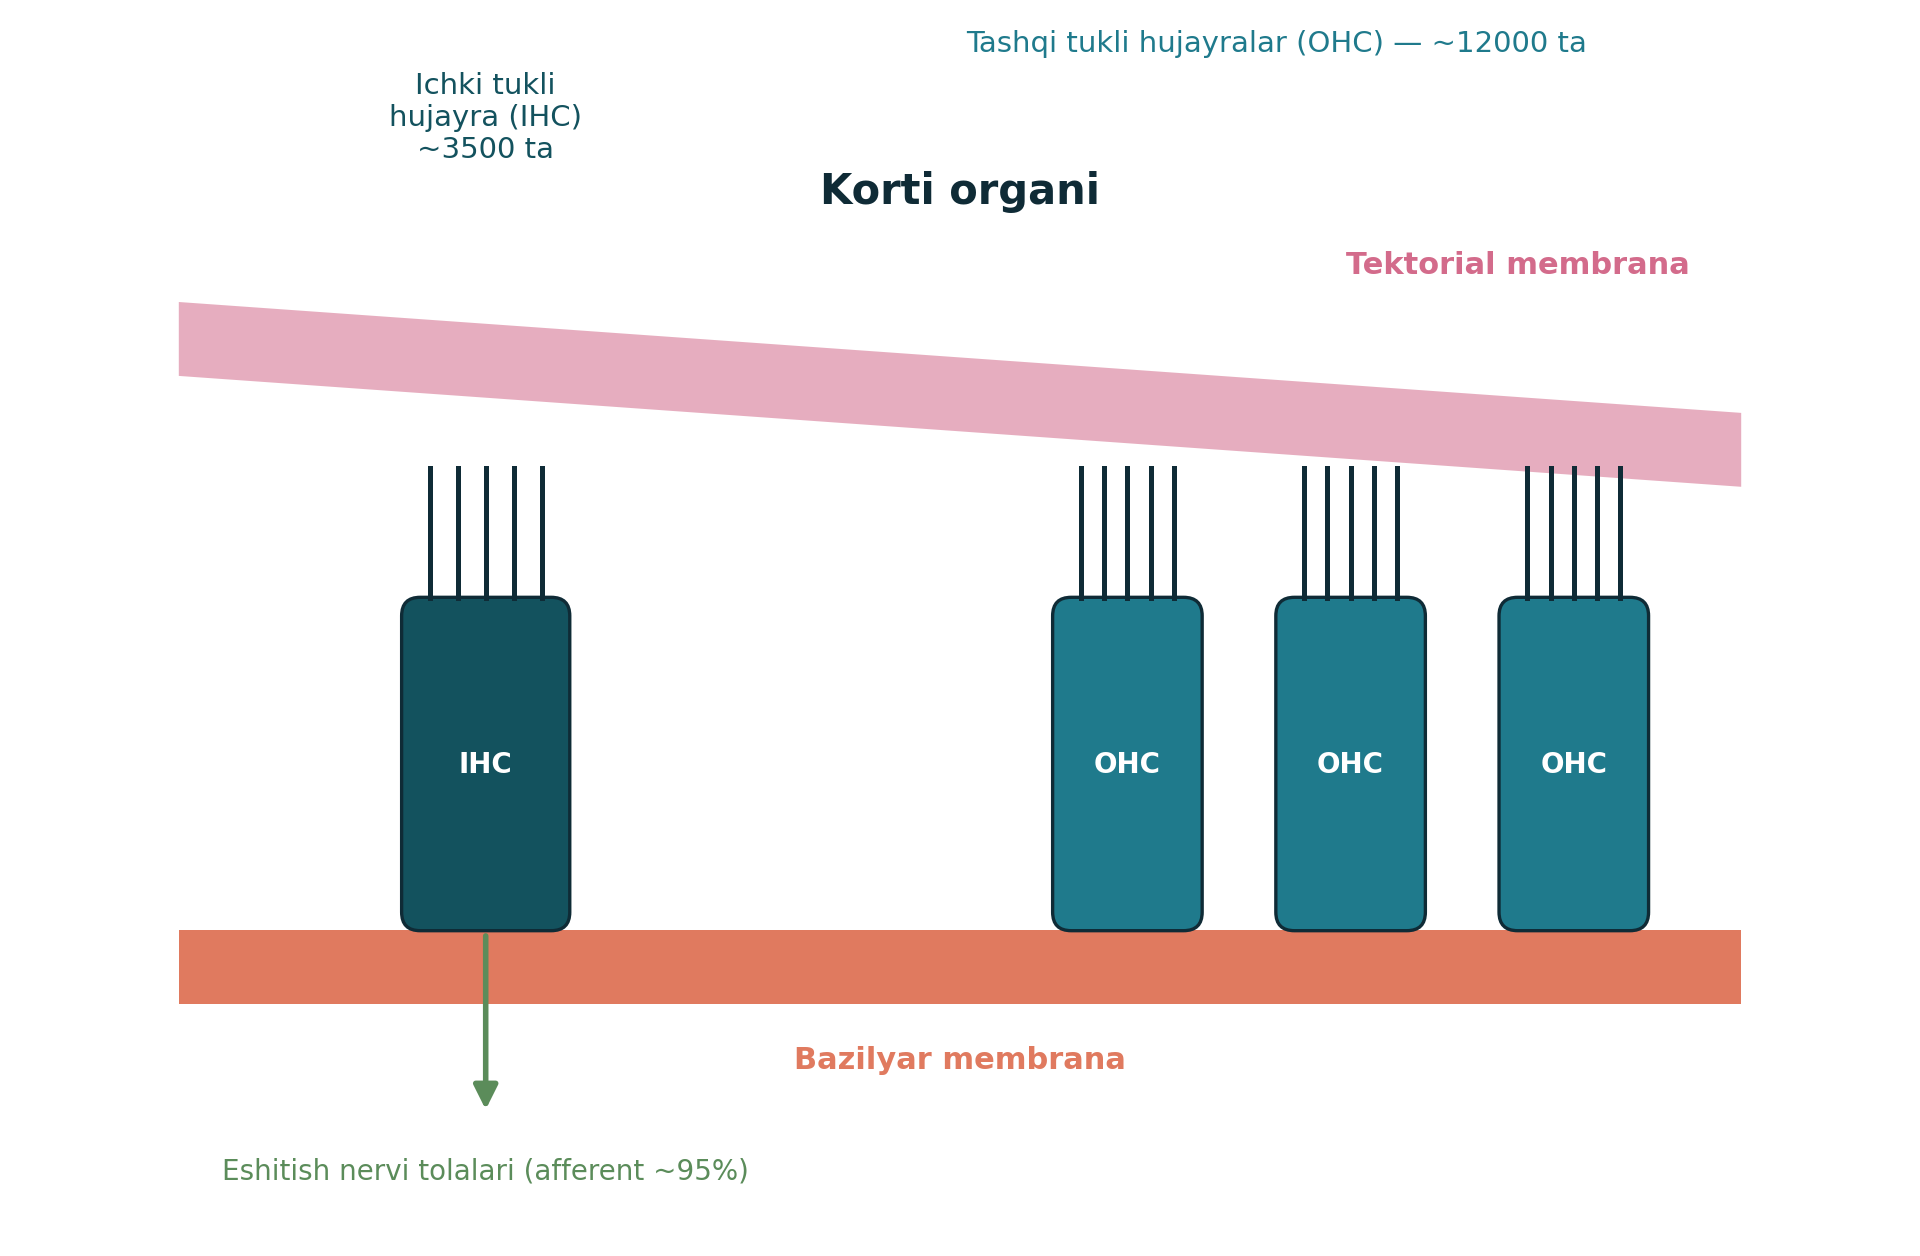 Tashqi tukli hujayralar (OHC) — ~12000 ta
Ichki tukli
hujayra (IHC)
~3500 ta
Korti organi
Tektorial membrana
IHC
OHC
OHC
OHC
Bazilyar membrana
Eshitish nervi tolalari (afferent ~95%)